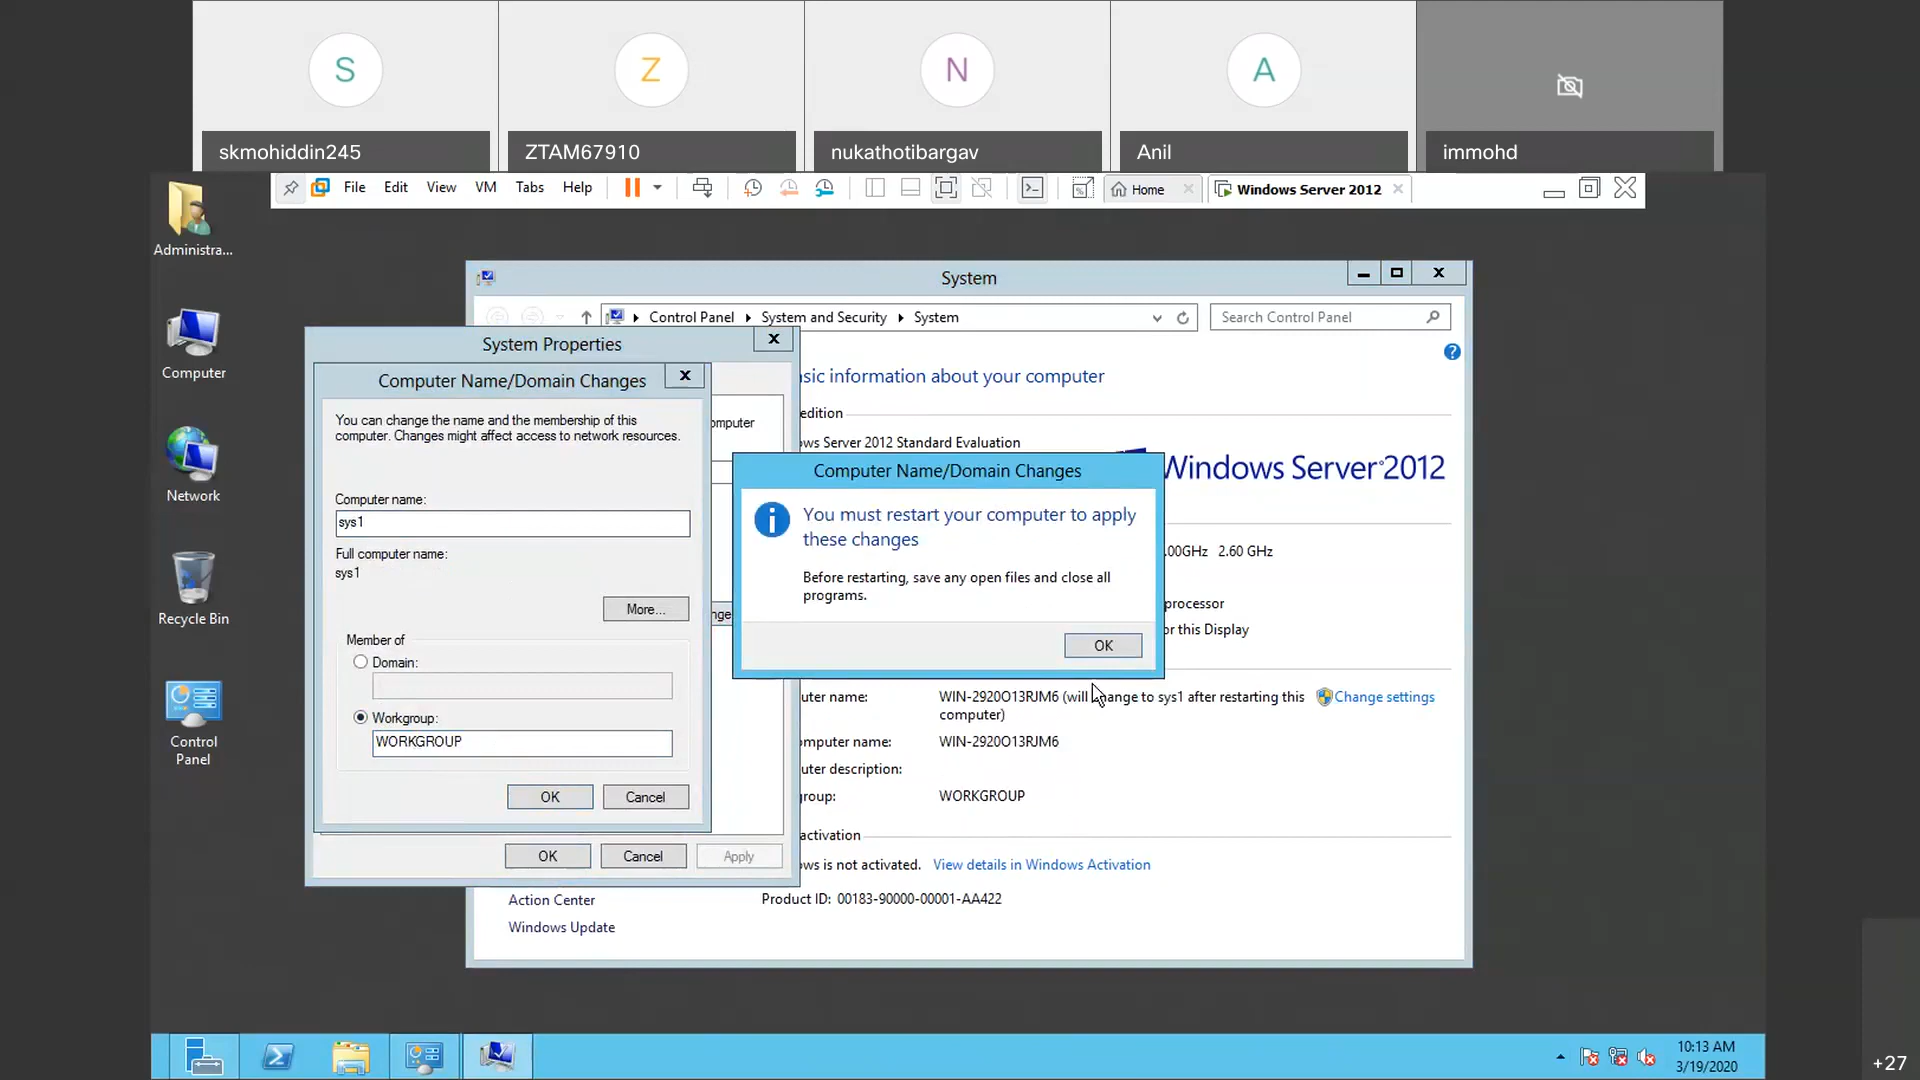 S
Z
N
A
skmohiddin245
ZTAM67910
nukathotibargav
Anil
immohd
File Edit View VM Tabs Help
Home
Windows Server 2012
Administra...
Computer
Network
Recycle Bin
Control
Panel
System
Control Panel System and Security System
Search Control Panel
System Properties
Computer Name/Domain Changes
You can change the name and the membership of this
computer. Changes might affect access to network resources.
Computer name:
sys1
Full computer name:
sys1
More...
Member of
Domain:
Workgroup:
WORKGROUP
OK Cancel
OK Cancel Apply
omputer
nge
asic information about your computer
edition
ows Server 2012 Standard Evaluation
Windows Server 2012
Computer Name/Domain Changes
You must restart your computer to apply
these changes
Before restarting, save any open files and close all
programs.
OK
.00GHz 2.60 GHz
processor
or this Display
uter name: WIN-2920O13RJM6 (will change to sys1 after restarting this
computer)
Change settings
mputer name: WIN-2920O13RJM6
uter description:
group: WORKGROUP
activation
ows is not activated. View details in Windows Activation
Product ID: 00183-90000-00001-AA422
Action Center
Windows Update
10:13 AM
3/19/2020
+27